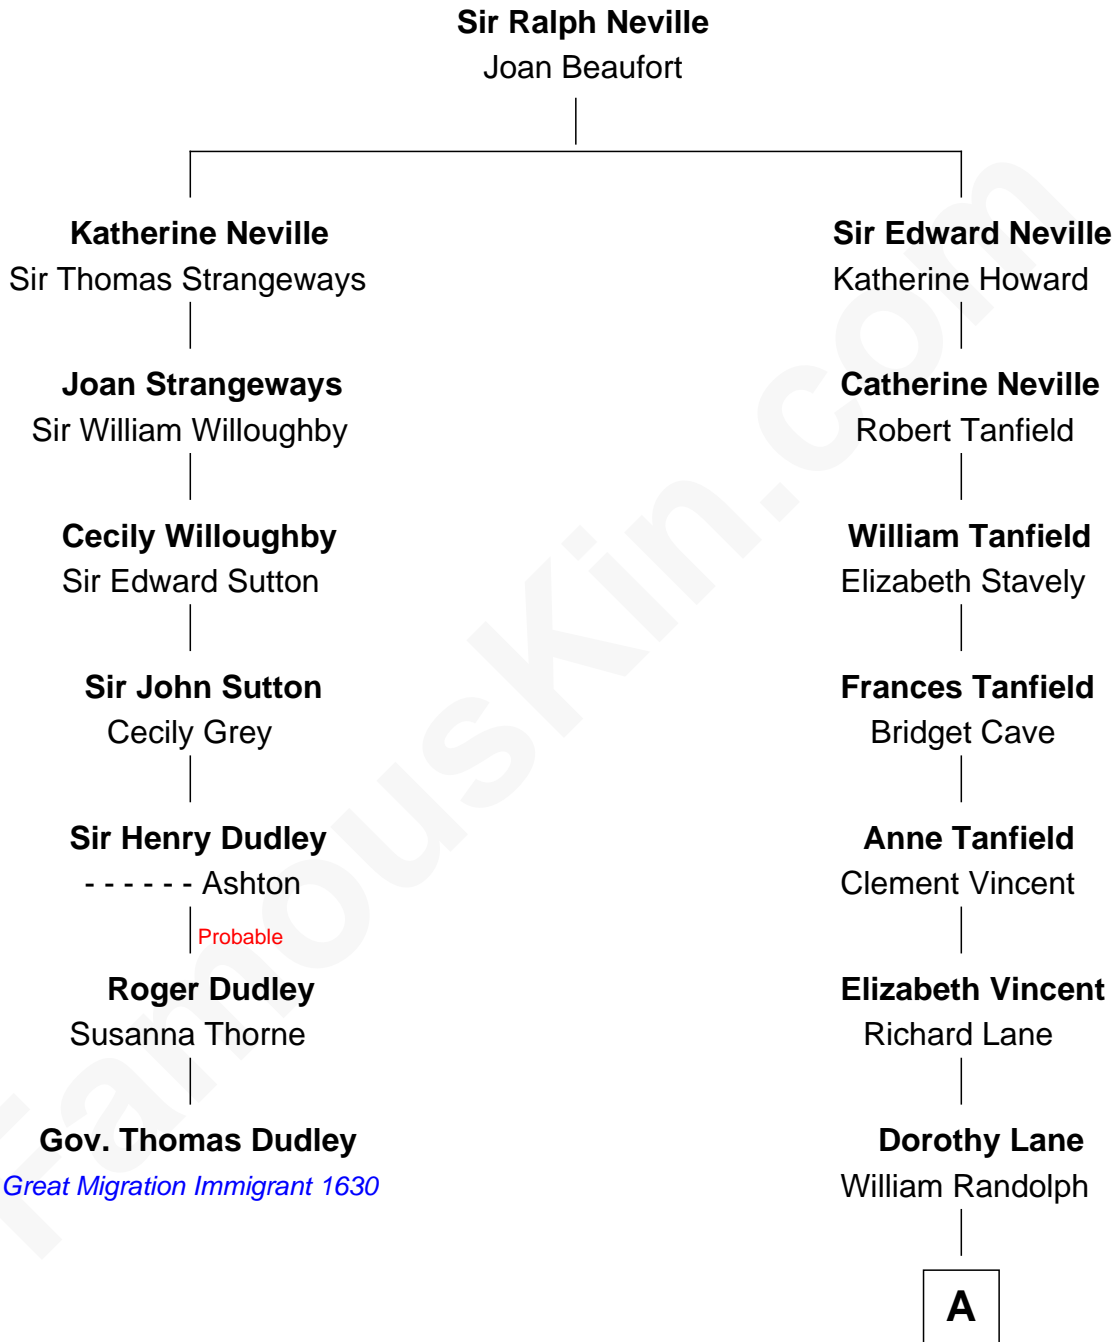 Sir Ralph Neville
Joan Beaufort
Katherine Neville
Sir Thomas Strangeways
Joan Strangeways
Sir William Willoughby
Cecily Willoughby
Sir Edward Sutton
Sir John Sutton
Cecily Grey
Sir Henry Dudley
- - - - - - Ashton
Probable
Roger Dudley
Susanna Thorne
Gov. Thomas Dudley
Great Migration Immigrant 1630
Sir Edward Neville
Katherine Howard
Catherine Neville
Robert Tanfield
William Tanfield
Elizabeth Stavely
Frances Tanfield
Bridget Cave
Anne Tanfield
Clement Vincent
Elizabeth Vincent
Richard Lane
Dorothy Lane
William Randolph
A
FamousKin.com